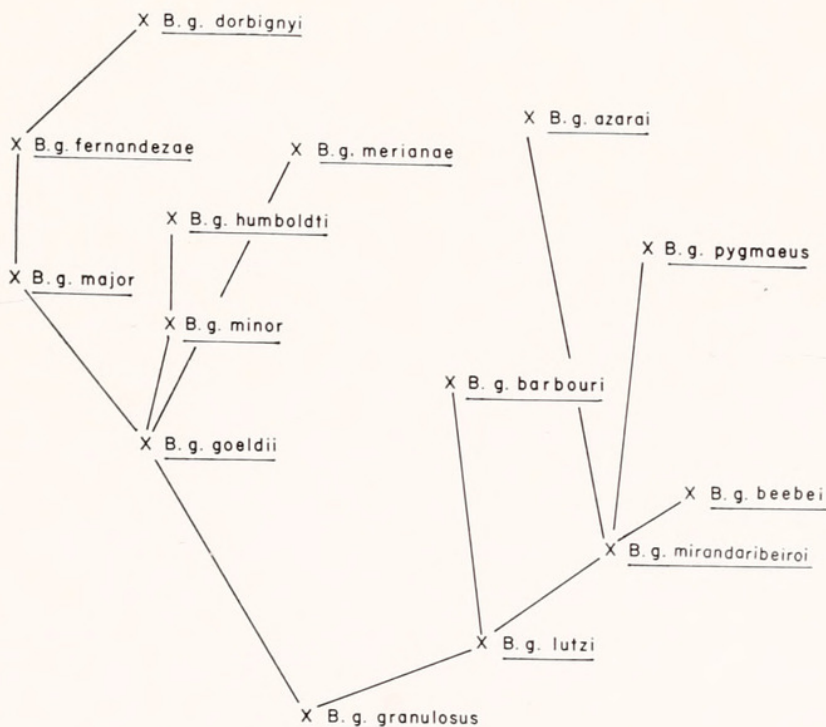 X B. g. dorbignyi
X B. g. azarai
X B. g. fernandezae
X B. g. merianae
X B. g. humboldti
X B. g. pygmaeus
X B. g. major
X B. g. minor
X B. g. barbouri
X B. g. goeldii
X B. g. beebei
X B. g. mirandaribeiroi
X B. g. lutzi
X B. g. granulosus